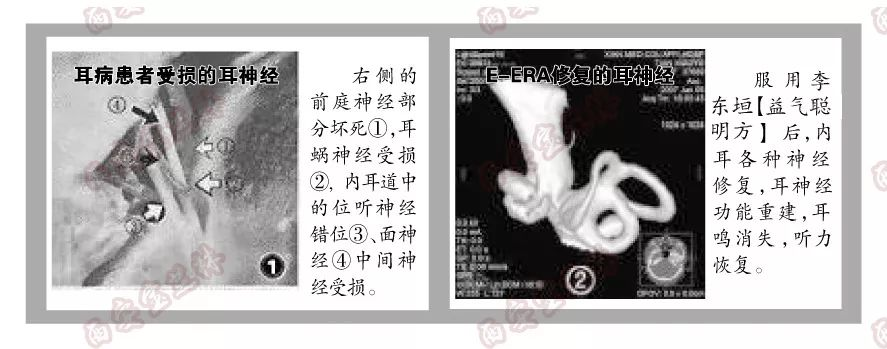 耳病患者受损的耳神经
④
①
1
右侧的
前庭神经部
分坏死①,耳
蜗神经受损
②,内耳道中
的位听神经
错位③、面神
经④中间神
经受损。
E-ERA修复的耳神经
②
服用李
东垣【益气聪
明方】后,内
耳各种神经
修复,耳神经
功能重建,耳
鸣消失,听力
恢复。